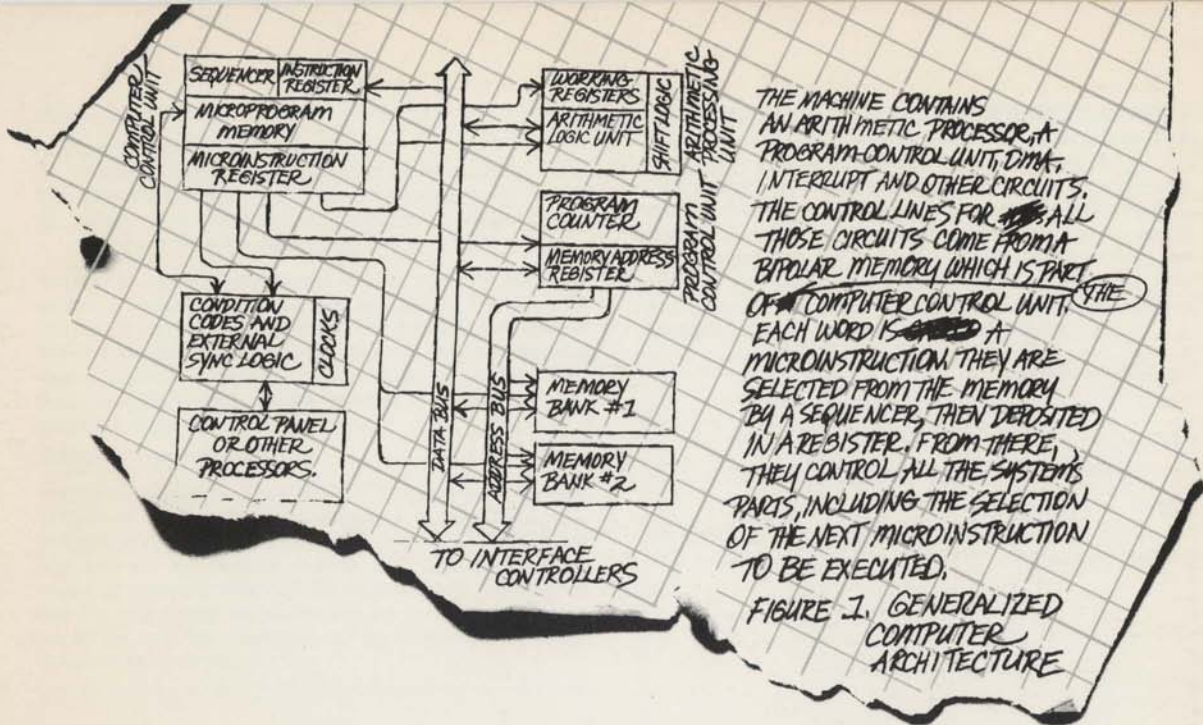 COMPUTER
CONTROL UNIT
SEQUENCER
INSTRUCTION
REGISTER
MICROPROGRAM
MEMORY
MICROINSTRUCTION
REGISTER
CONDITION
CODES AND
EXTERNAL
SYNC LOGIC
CLOCKS
CONTROL PANEL
OR OTHER
PROCESSORS.
DATA BUS
ADDRESS BUS
WORKING
REGISTERS
ARITHMETIC
LOGIC UNIT
SHIFT LOGIC
ARITHMETIC
PROCESSING
UNIT
PROGRAM
COUNTER
MEMORY ADDRESS
REGISTER
PROGRAM
CONTROL UNIT
MEMORY
BANK #1
MEMORY
BANK #2
TO INTERFACE
CONTROLLERS
THE MACHINE CONTAINS
AN ARITHMETIC PROCESSOR, A
PROGRAM-CONTROL UNIT, DMA,
INTERRUPT AND OTHER CIRCUITS.
THE CONTROL LINES FOR ALL
THOSE CIRCUITS COME FROM A
BIPOLAR MEMORY WHICH IS PART
OF THE COMPUTER CONTROL UNIT.
EACH WORD IS A
MICROINSTRUCTION. THEY ARE
SELECTED FROM THE MEMORY
BY A SEQUENCER, THEN DEPOSITED
IN A REGISTER. FROM THERE,
THEY CONTROL ALL THE SYSTEM'S
PARTS, INCLUDING THE SELECTION
OF THE NEXT MICROINSTRUCTION
TO BE EXECUTED.
FIGURE 1. GENERALIZED
COMPUTER
ARCHITECTURE